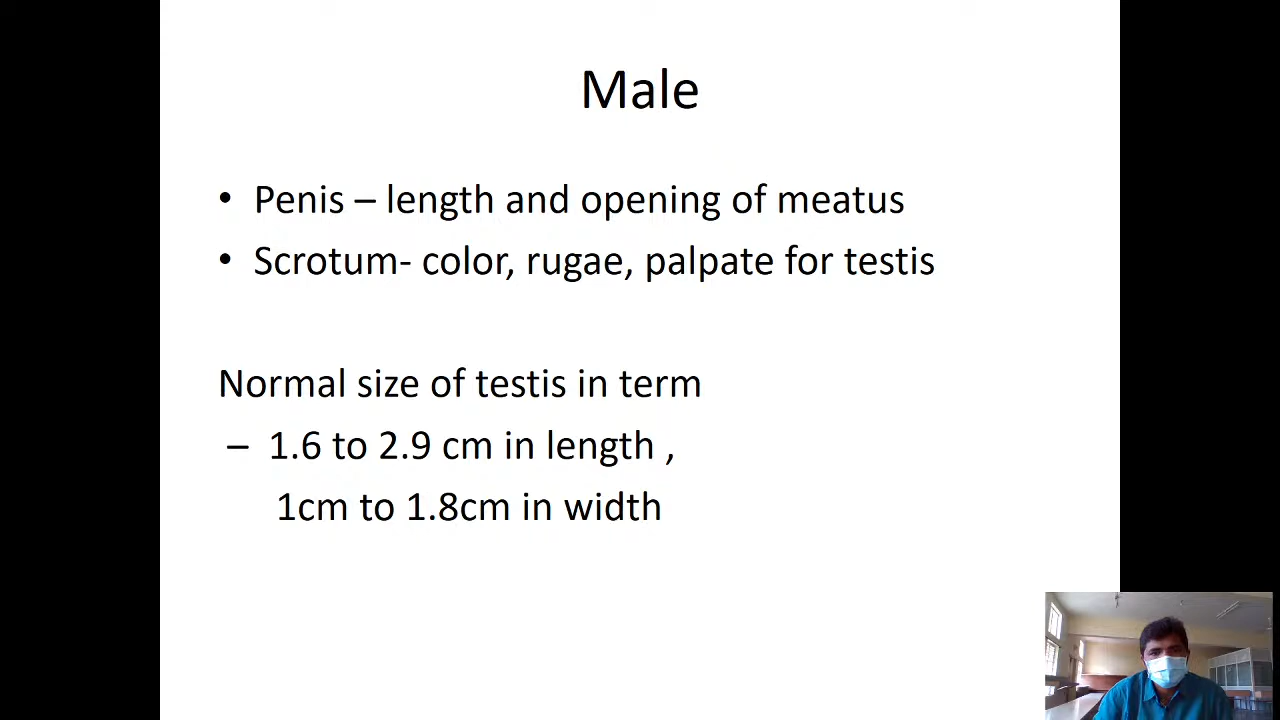 Male
• Penis – length and opening of meatus
• Scrotum- color, rugae, palpate for testis
Normal size of testis in term
– 1.6 to 2.9 cm in length ,
1cm to 1.8cm in width